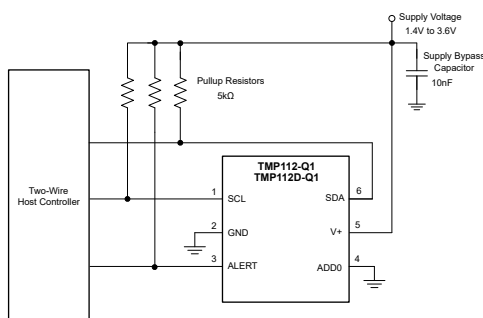 Supply Voltage
1.4V to 3.6V
Supply Bypass
Capacitor
10nF
Pullup Resistors
5kΩ
Two-Wire
Host Controller
TMP112-Q1
TMP112D-Q1
1
SCL
SDA
6
2
GND
V+
5
3
ALERT
ADD0
4